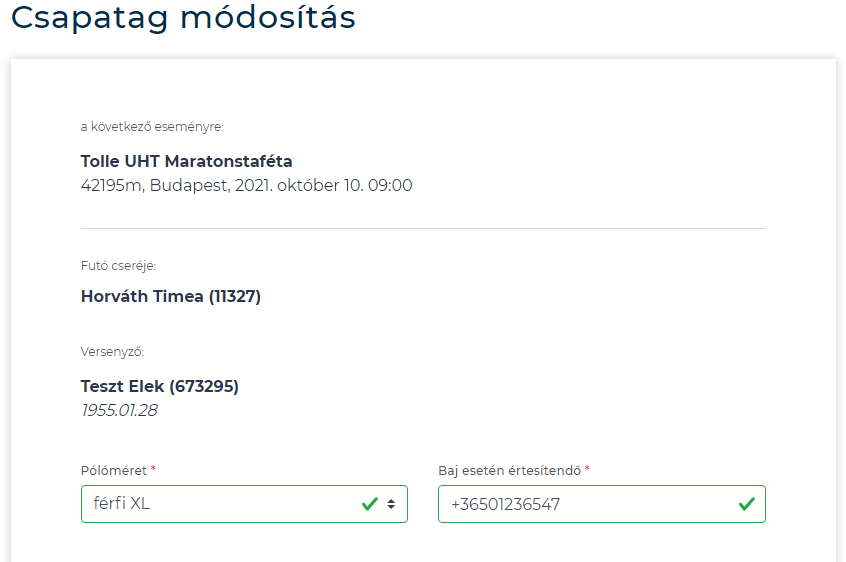 Csapatag módosítás
a következő eseményre:
Tolle UHT Maratonstaféta
42195m, Budapest, 2021. október 10. 09:00
Futó cseréje:
Horváth Timea (11327)
Versenyző:
Teszt Elek (673295)
1955.01.28
Pólóméret *
Baj esetén értesítendő *
férfi XL
+36501236547